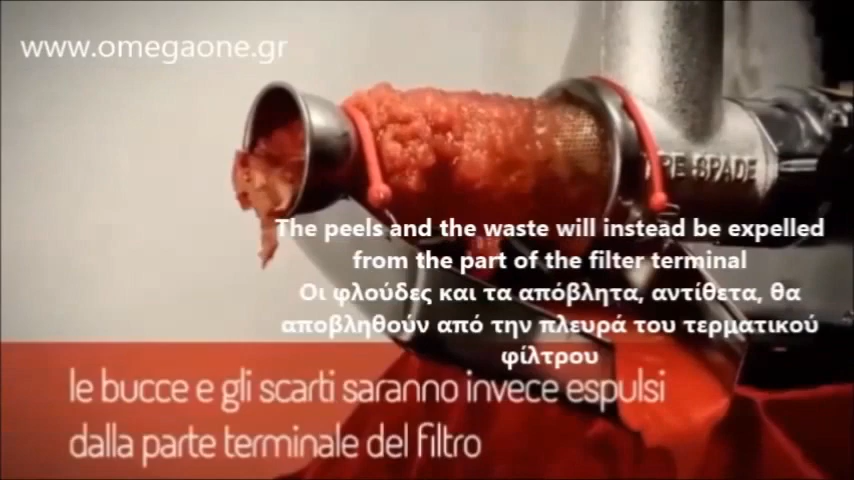 www.omegaone.gr
RE SPADE
The peels and the waste will instead be expelled
from the part of the filter terminal
Οι φλούδες και τα απόβλητα, αντίθετα, θα
αποβληθούν από την πλευρά του τερματικού
φίλτρου
le bucce e gli scarti saranno invece espulsi
dalla parte terminale del filtro